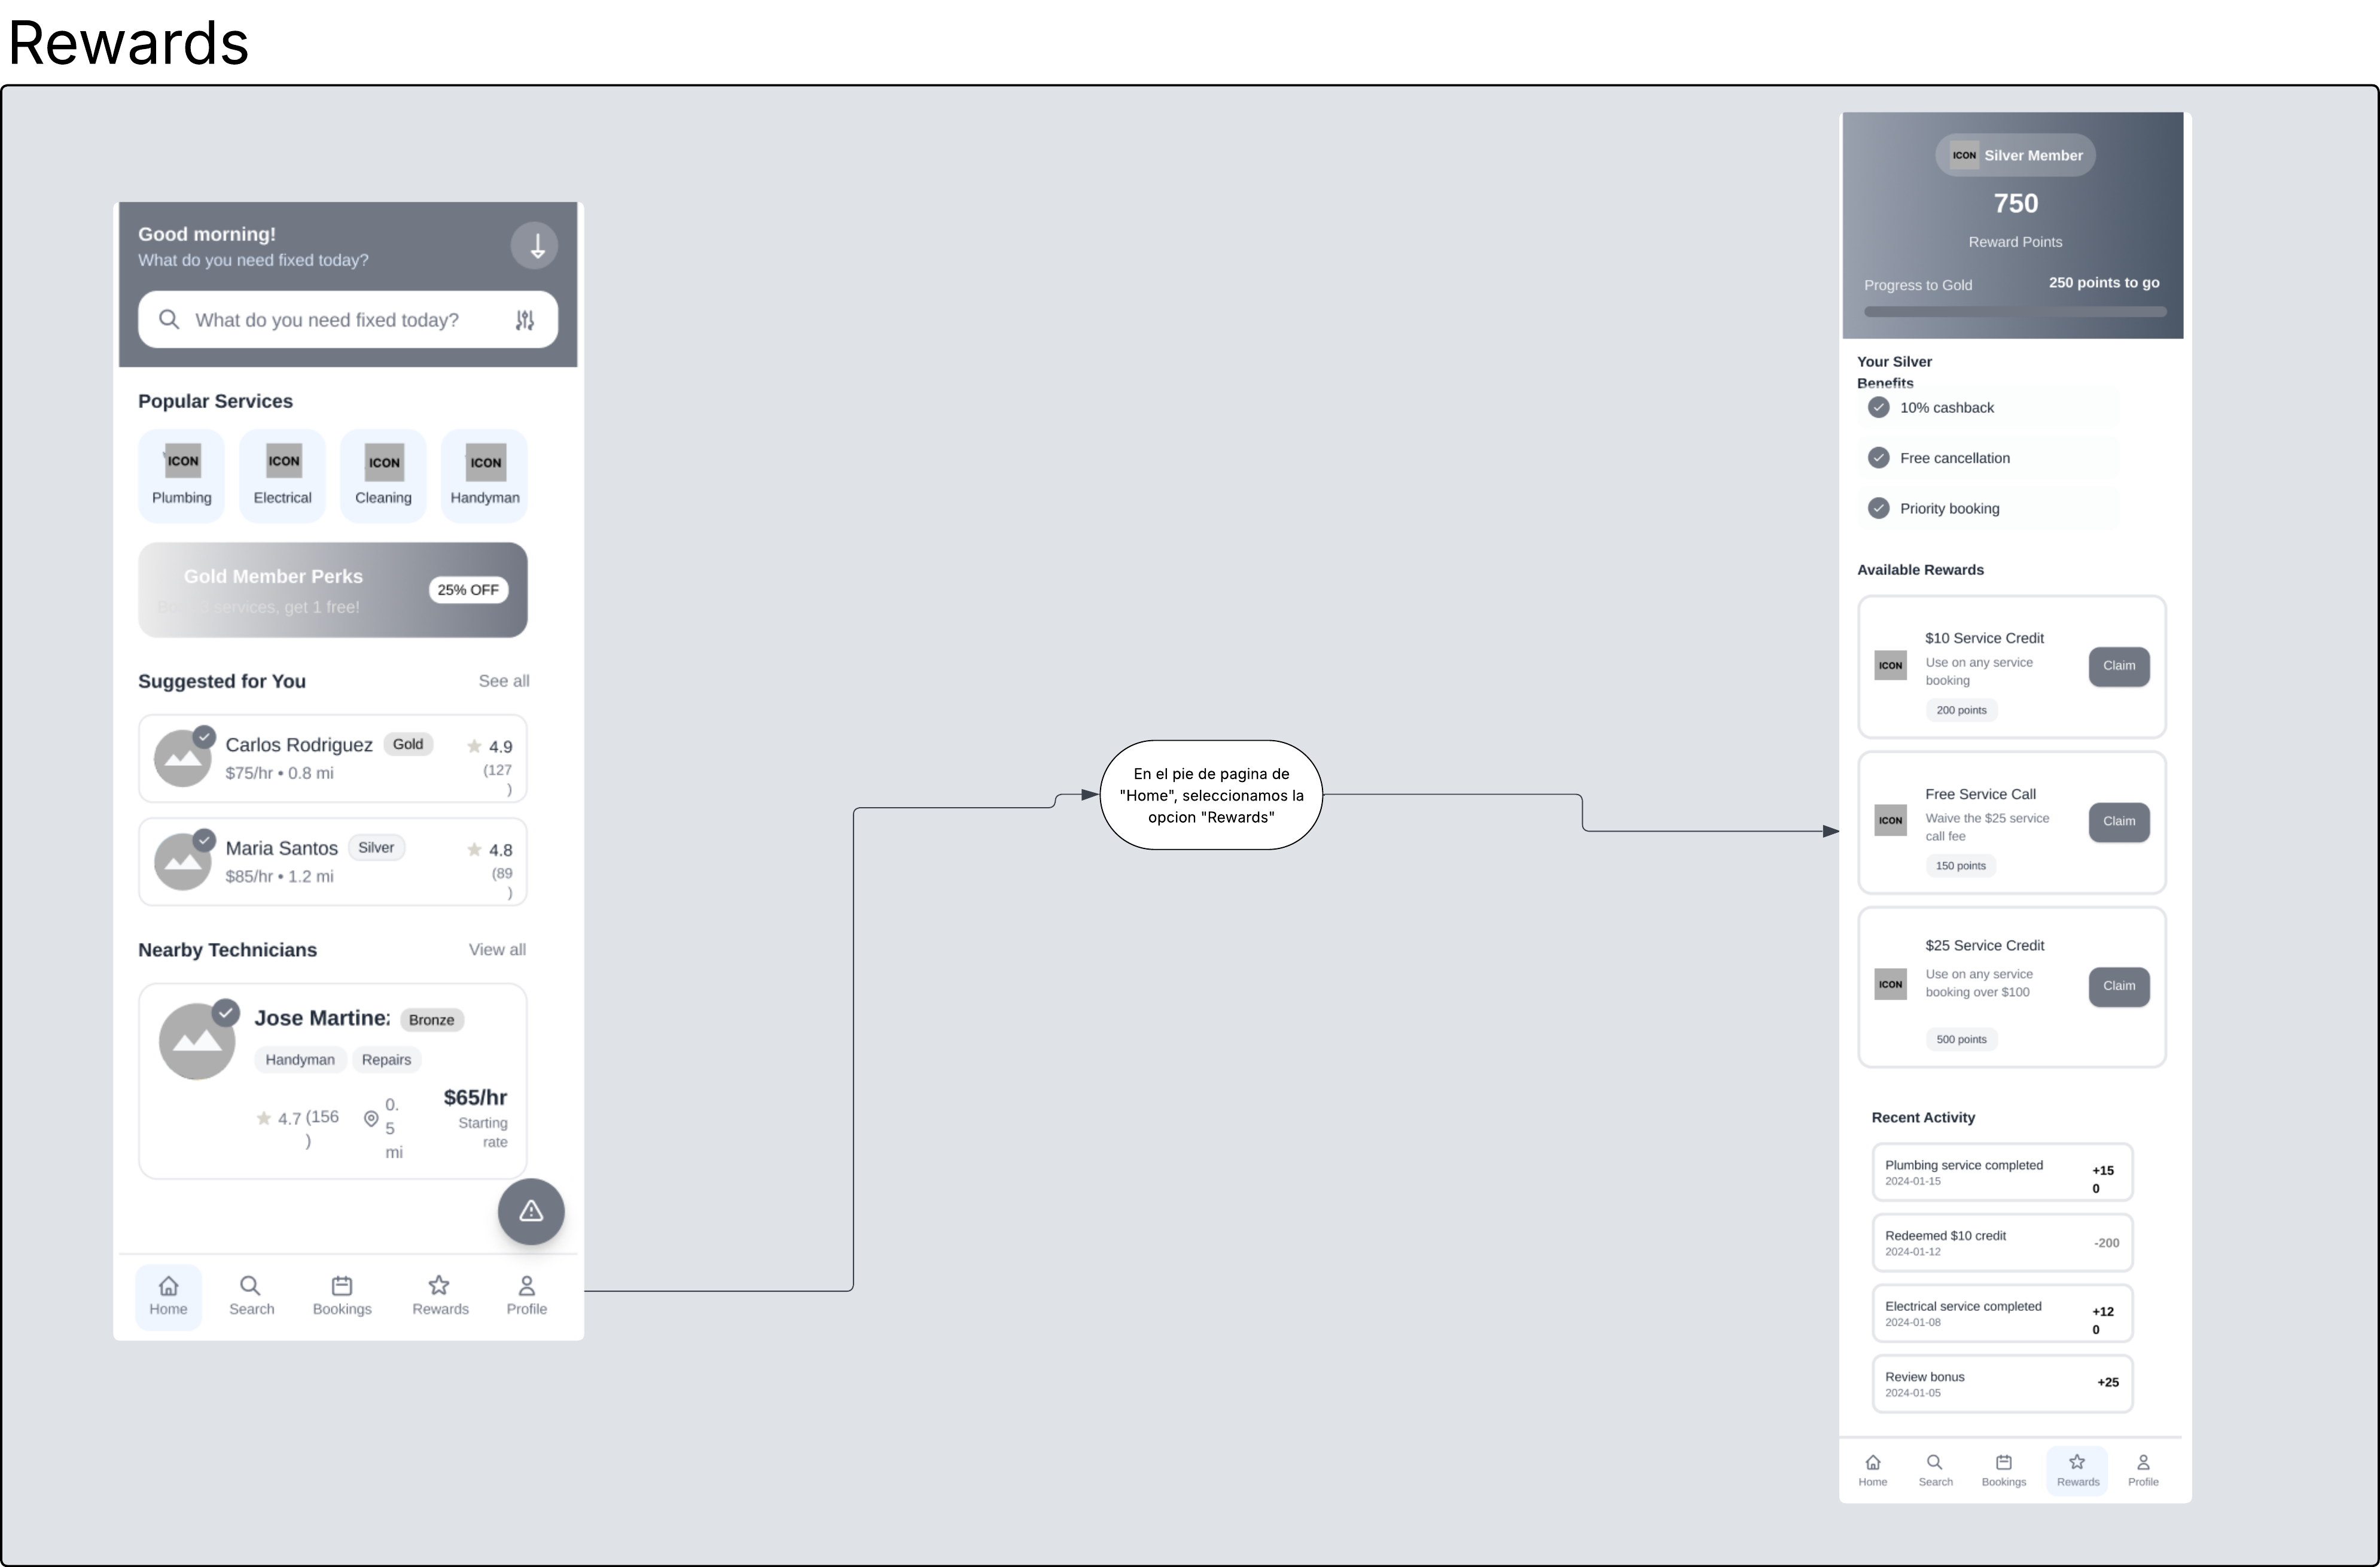 Rewards
Good morning!
What do you need fixed today?
What do you need fixed today?
Popular Services
ICON
ICON
ICON
ICON
Plumbing
Electrical
Cleaning
Handyman
Gold Member Perks
services, get 1 free!
25% OFF
Suggested for You
See all
Carlos Rodriguez
Gold
4.9
$75/hr • 0.8 mi
(127
)
Maria Santos
Silver
4.8
$85/hr • 1.2 mi
(89
)
Nearby Technicians
View all
Jose Martinez
Bronze
Handyman
Repairs
4.7
(156
)
0.
5
mi
$65/hr
Starting
rate
Home
Search
Bookings
Rewards
Profile
En el pie de pagina de
"Home", seleccionamos la
opcion "Rewards"
ICON
Silver Member
750
Reward Points
Progress to Gold
250 points to go
Your Silver
Benefits
10% cashback
Free cancellation
Priority booking
Available Rewards
ICON
$10 Service Credit
Use on any service
booking
200 points
Claim
ICON
Free Service Call
Waive the $25 service
call fee
150 points
Claim
ICON
$25 Service Credit
Use on any service
booking over $100
500 points
Claim
Recent Activity
Plumbing service completed
2024-01-15
+15
0
Redeemed $10 credit
2024-01-12
-200
Electrical service completed
2024-01-08
+12
0
Review bonus
2024-01-05
+25
Home
Search
Bookings
Rewards
Profile